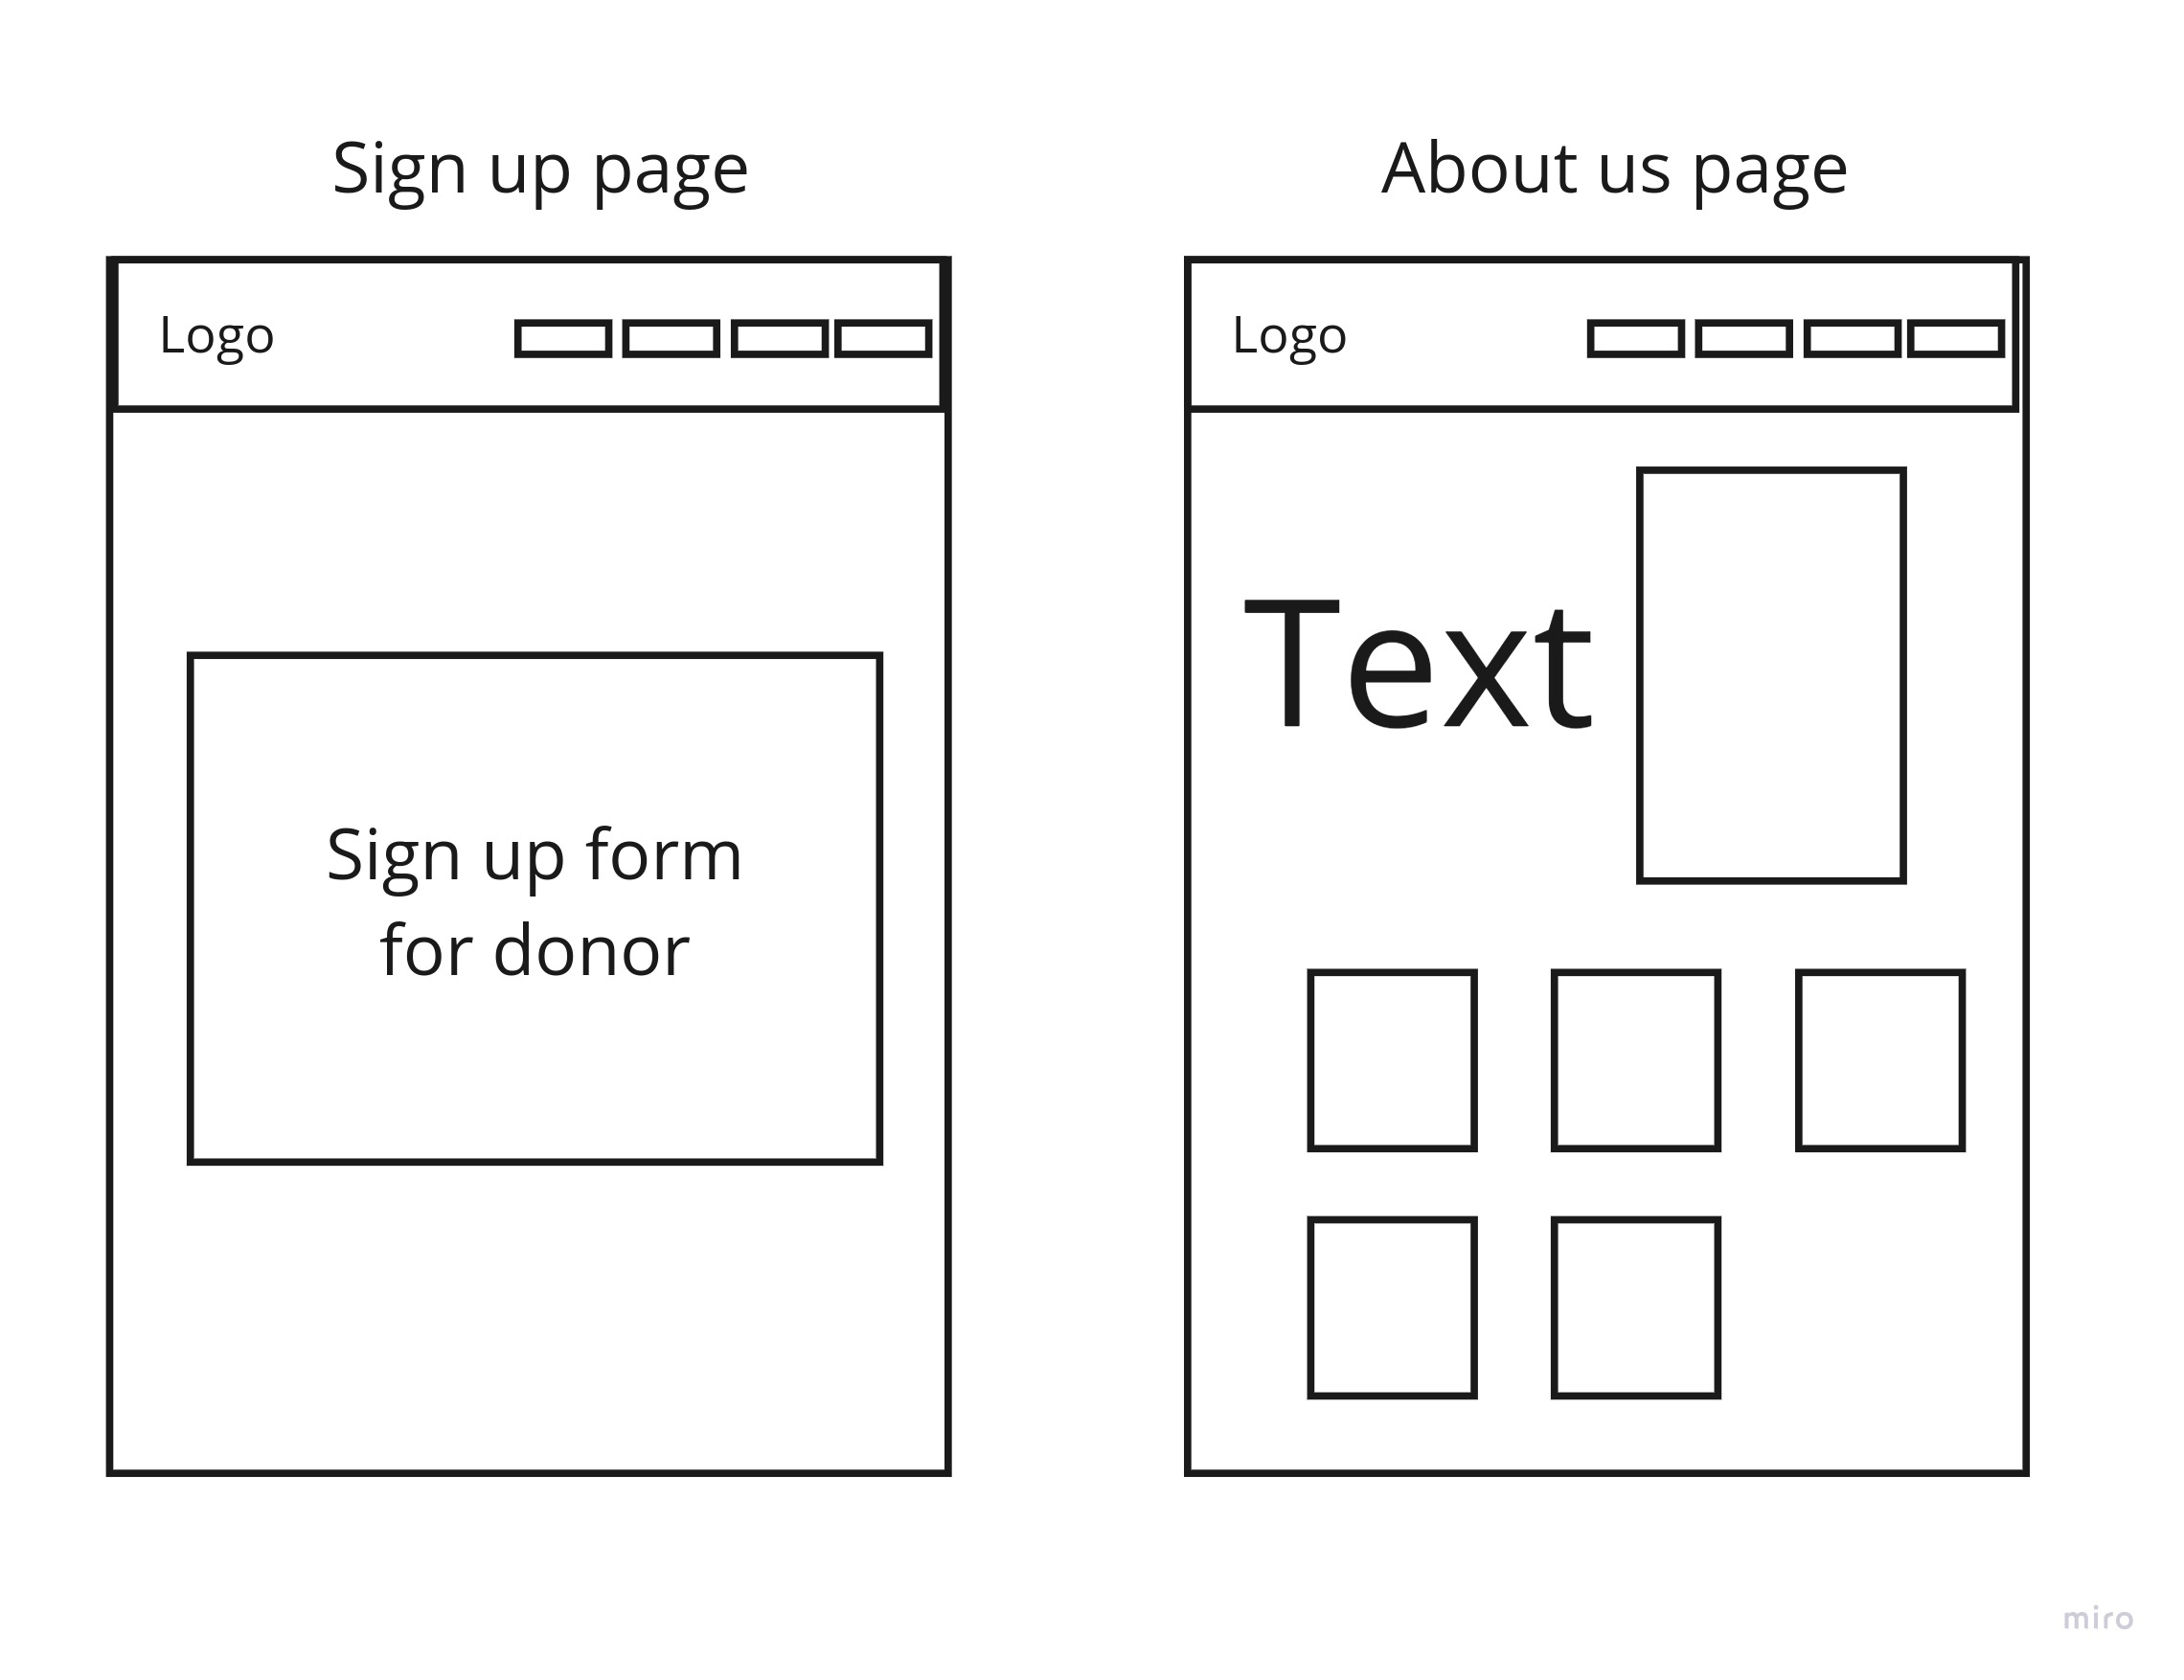 Sign up page
About us page
Logo
Logo
Text
Sign up form
for donor
miro